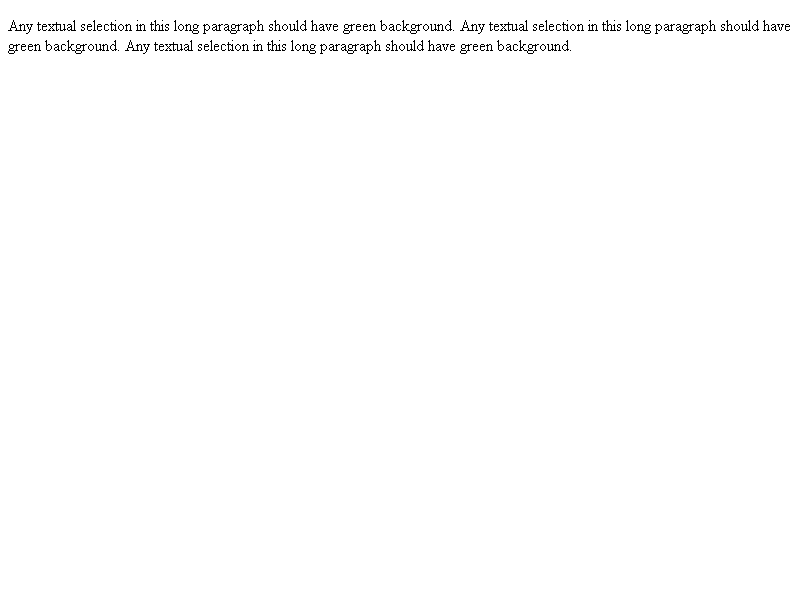 Any textual selection in this long paragraph should have green background. Any textual selection in this long paragraph should have
green background. Any textual selection in this long paragraph should have green background.